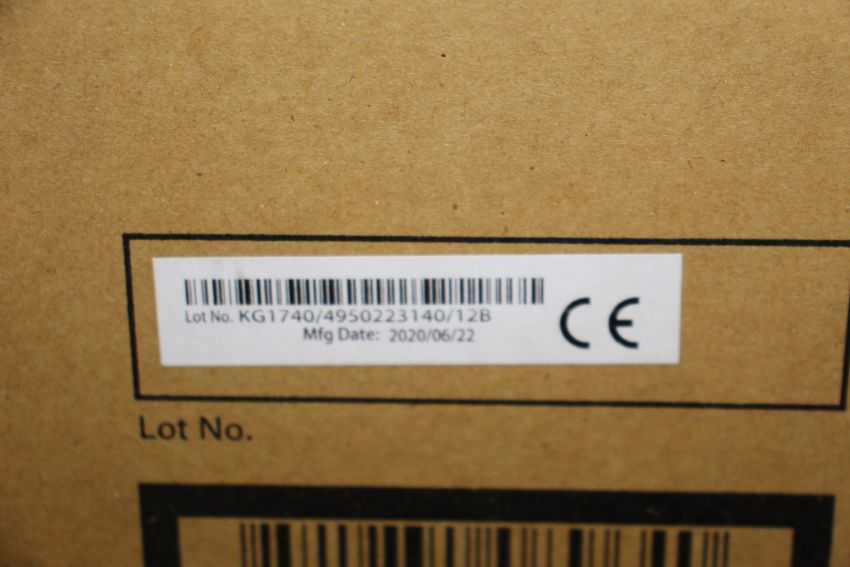 Lot No. KG1740/4950223140/12B
Mfg Date: 2020/06/22
CE
Lot No.